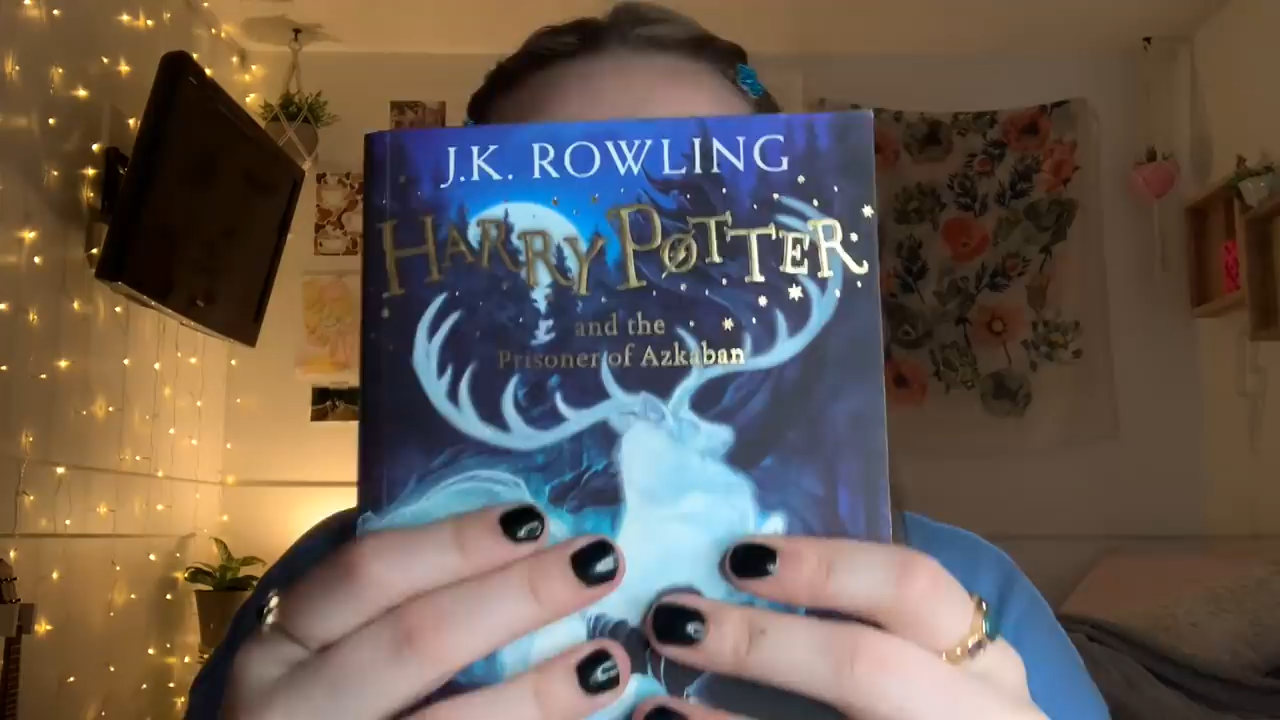 J.K. ROWLING
HARRY POTTER
and the
Prisoner of Azkaban